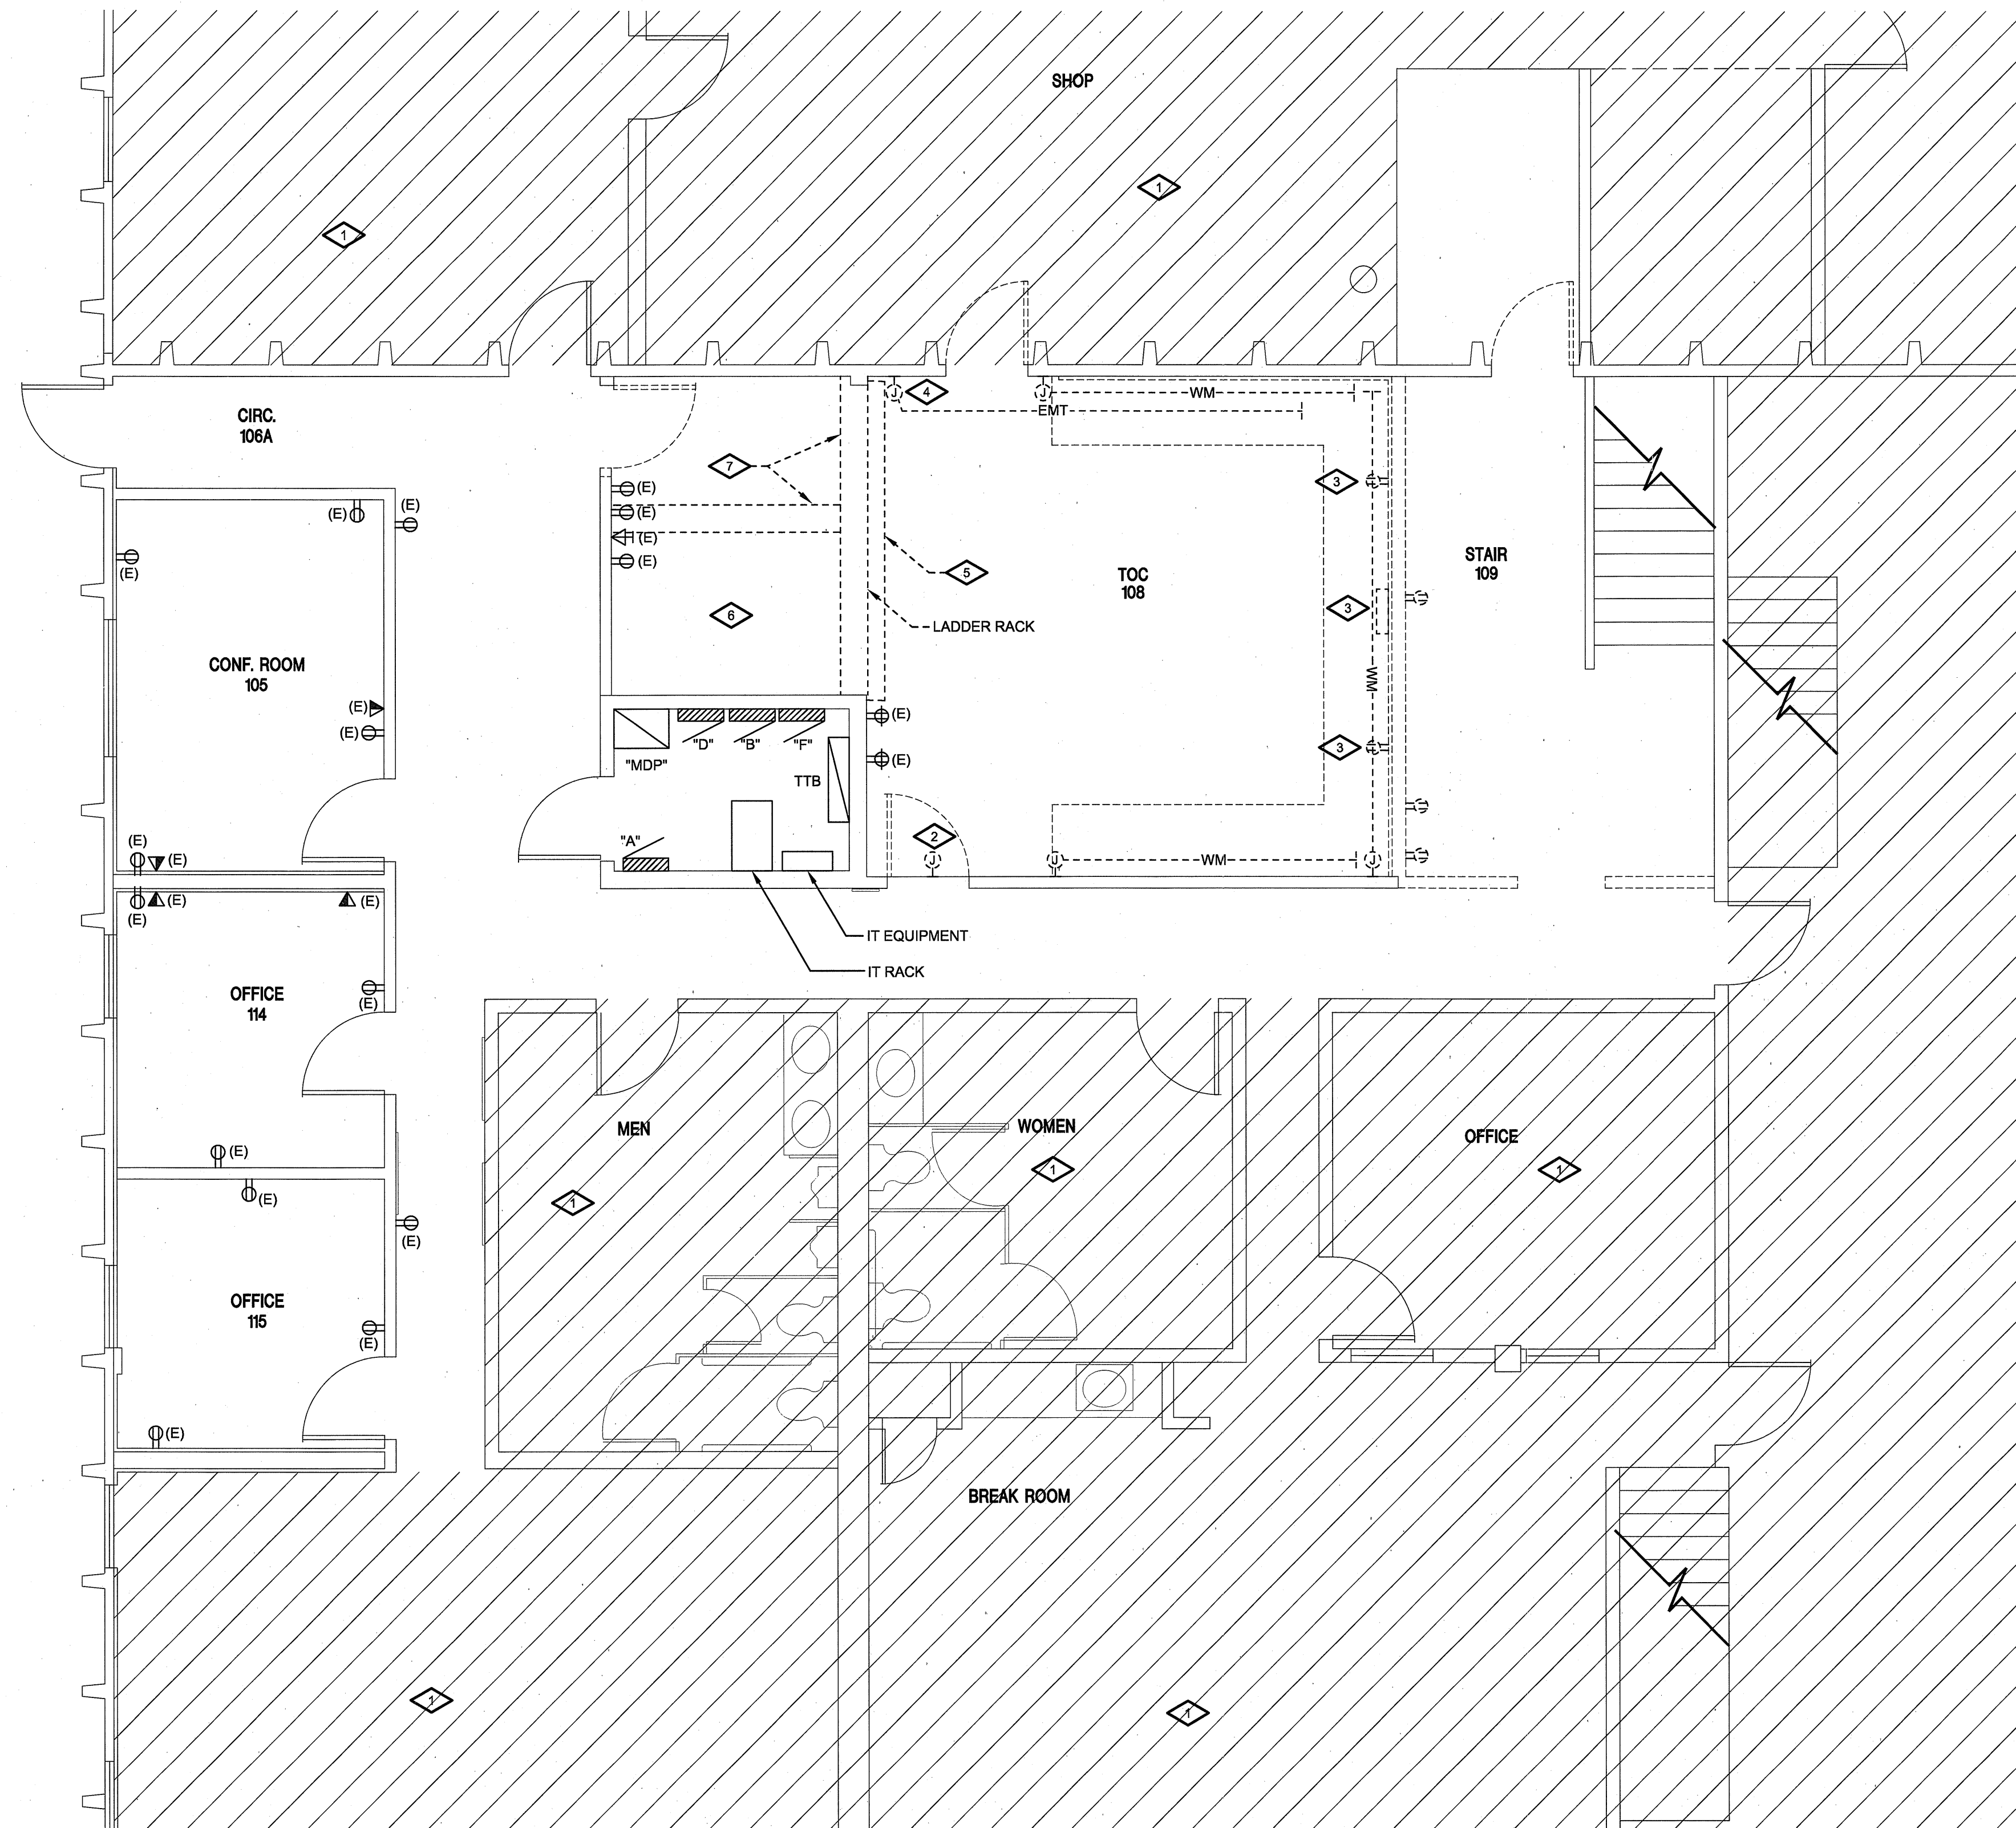 SHOP
1
1
CIRC.
106A
J
4
J
WM
EMT
7
(E)
(E)
(E)
(E)
(E)
(E)
(E)
3
5
6
STAIR
109
TOC
108
3
LADDER RACK
CONF. ROOM
105
WM
(E)
(E)
(E)
(E)
3
"D"
"B"
"F"
"MDP"
TTB
"A"
2
J
J
WM
J
(E)
(E)
(E)
(E)
(E)
IT EQUIPMENT
IT RACK
OFFICE
114
(E)
MEN
WOMEN
OFFICE
(E)
1
1
1
(E)
(E)
OFFICE
115
(E)
(E)
BREAK ROOM
1
1